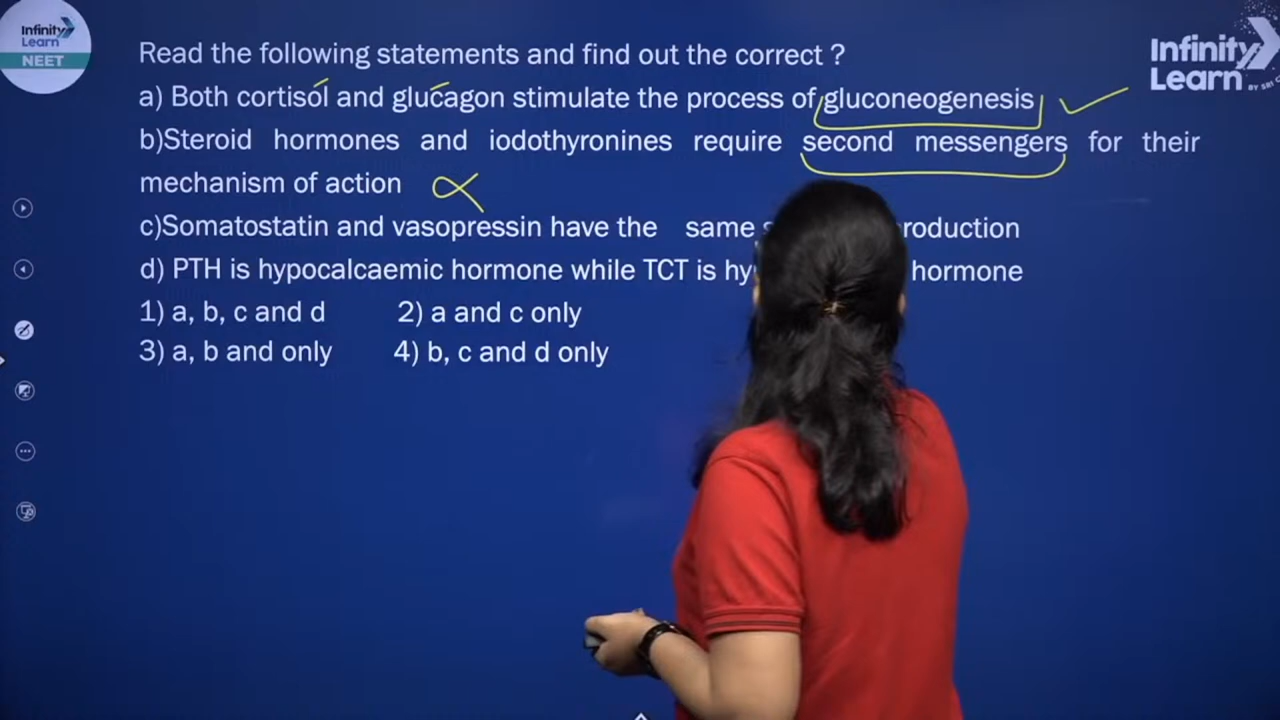 Infinity
Learn
NEET
Infinity
Learn
Read the following statements and find out the correct ?
a) Both cortisol and glucagon stimulate the process of gluconeogenesis
b)Steroid hormones and iodothyronines require second messengers for their
mechanism of action
c)Somatostatin and vasopressin have the same
d) PTH is hypocalcaemic hormone while TCT is hormone
1) a, b, c and d 2) a and c only
3) a, b and only 4) b, c and d only